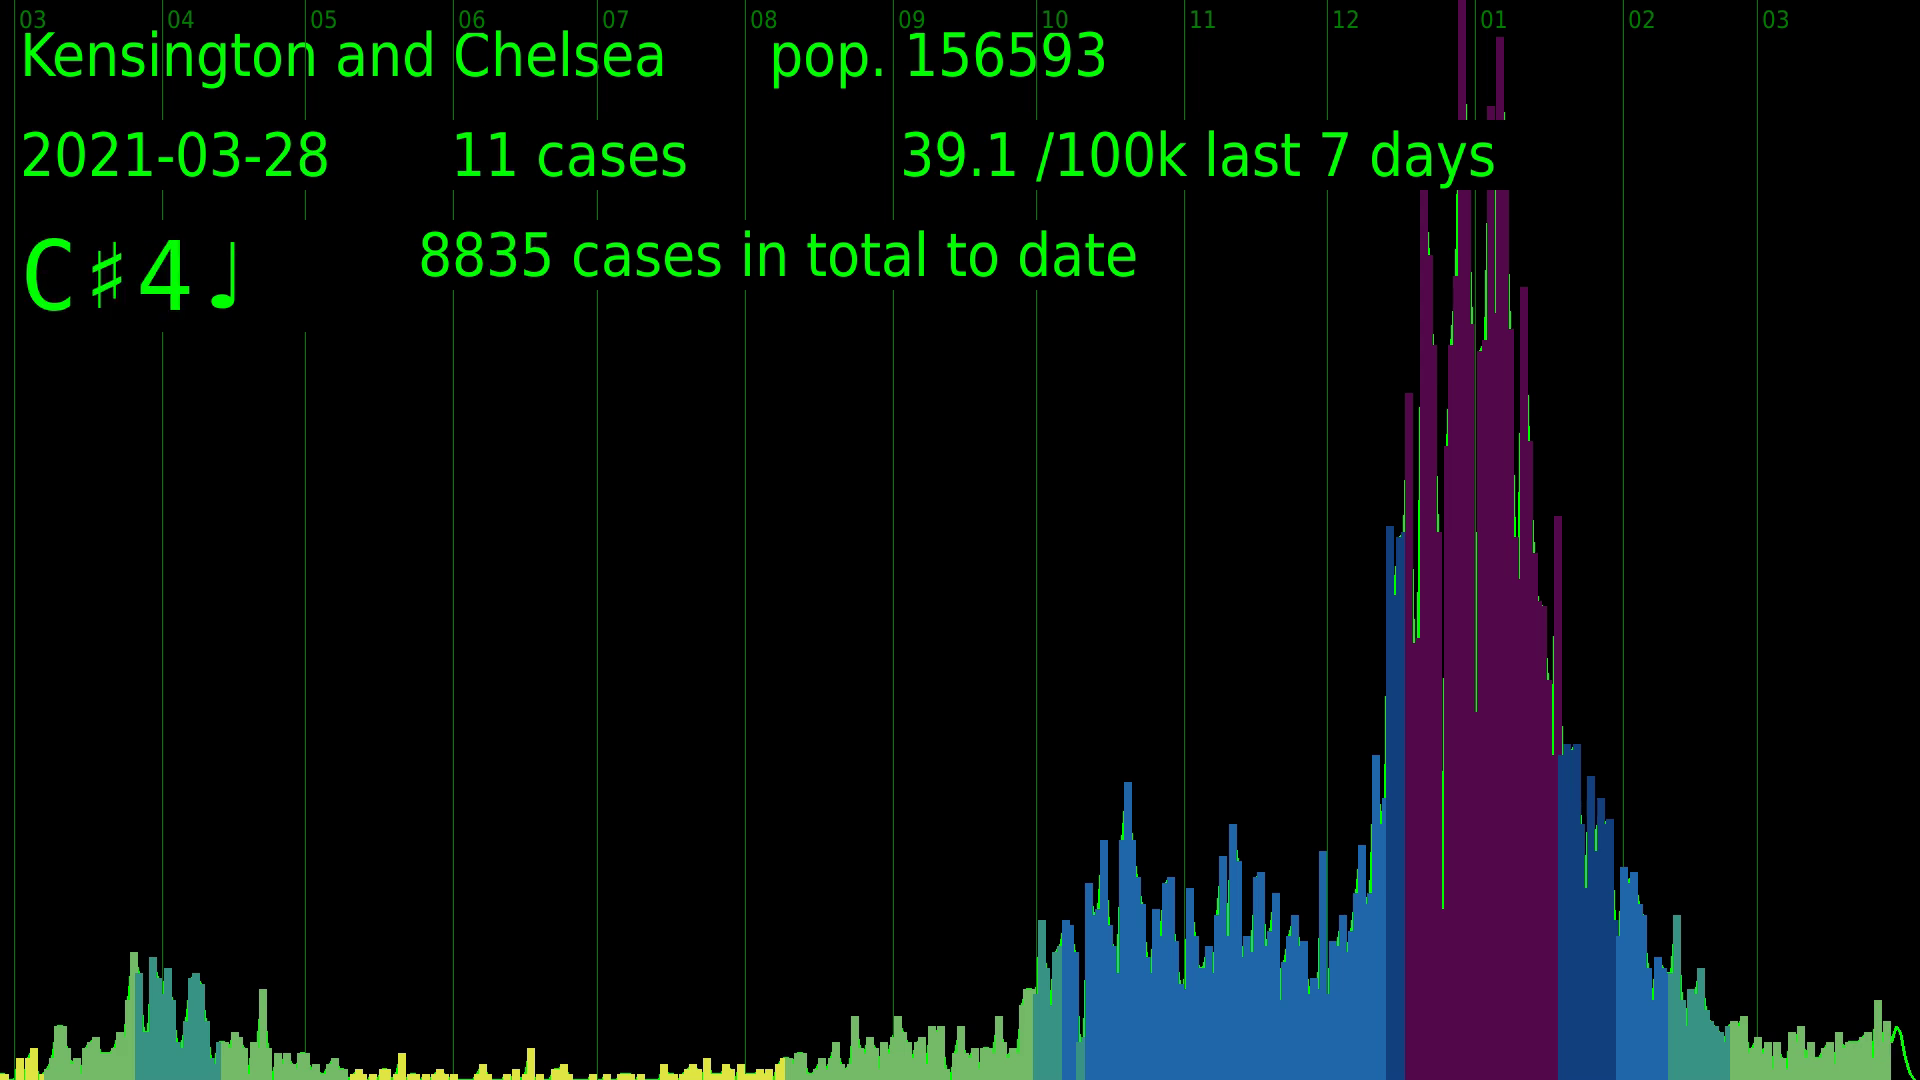 03 04 05 06 07 08 09 10 11 12 01 02 03
Kensington and Chelsea pop. 156593
2021-03-28 11 cases 39.1 /100k last 7 days
C♯4♩ 8835 cases in total to date